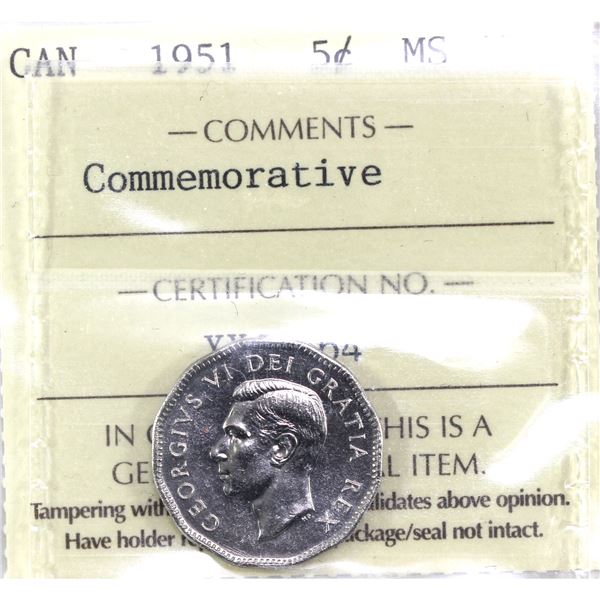 CAN 1951 5¢ MS
— COMMENTS —
Commemorative
— CERTIFICATION NO. —
GEORGIVS VI DEI GRATIA REX
IN HIS IS A
GE ITEM.
Tampering with lidates above opinion.
Have holder ckage/seal not intact.